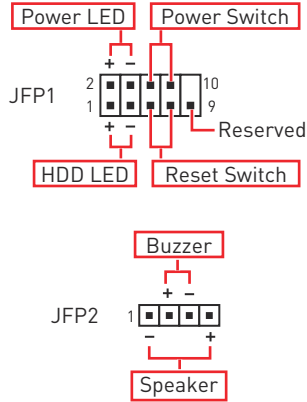 Power LED Power Switch
+ −
2 10
JFP1
1 9
+ − Reserved
HDD LED Reset Switch
Buzzer
+ −
JFP2 1
− +
Speaker